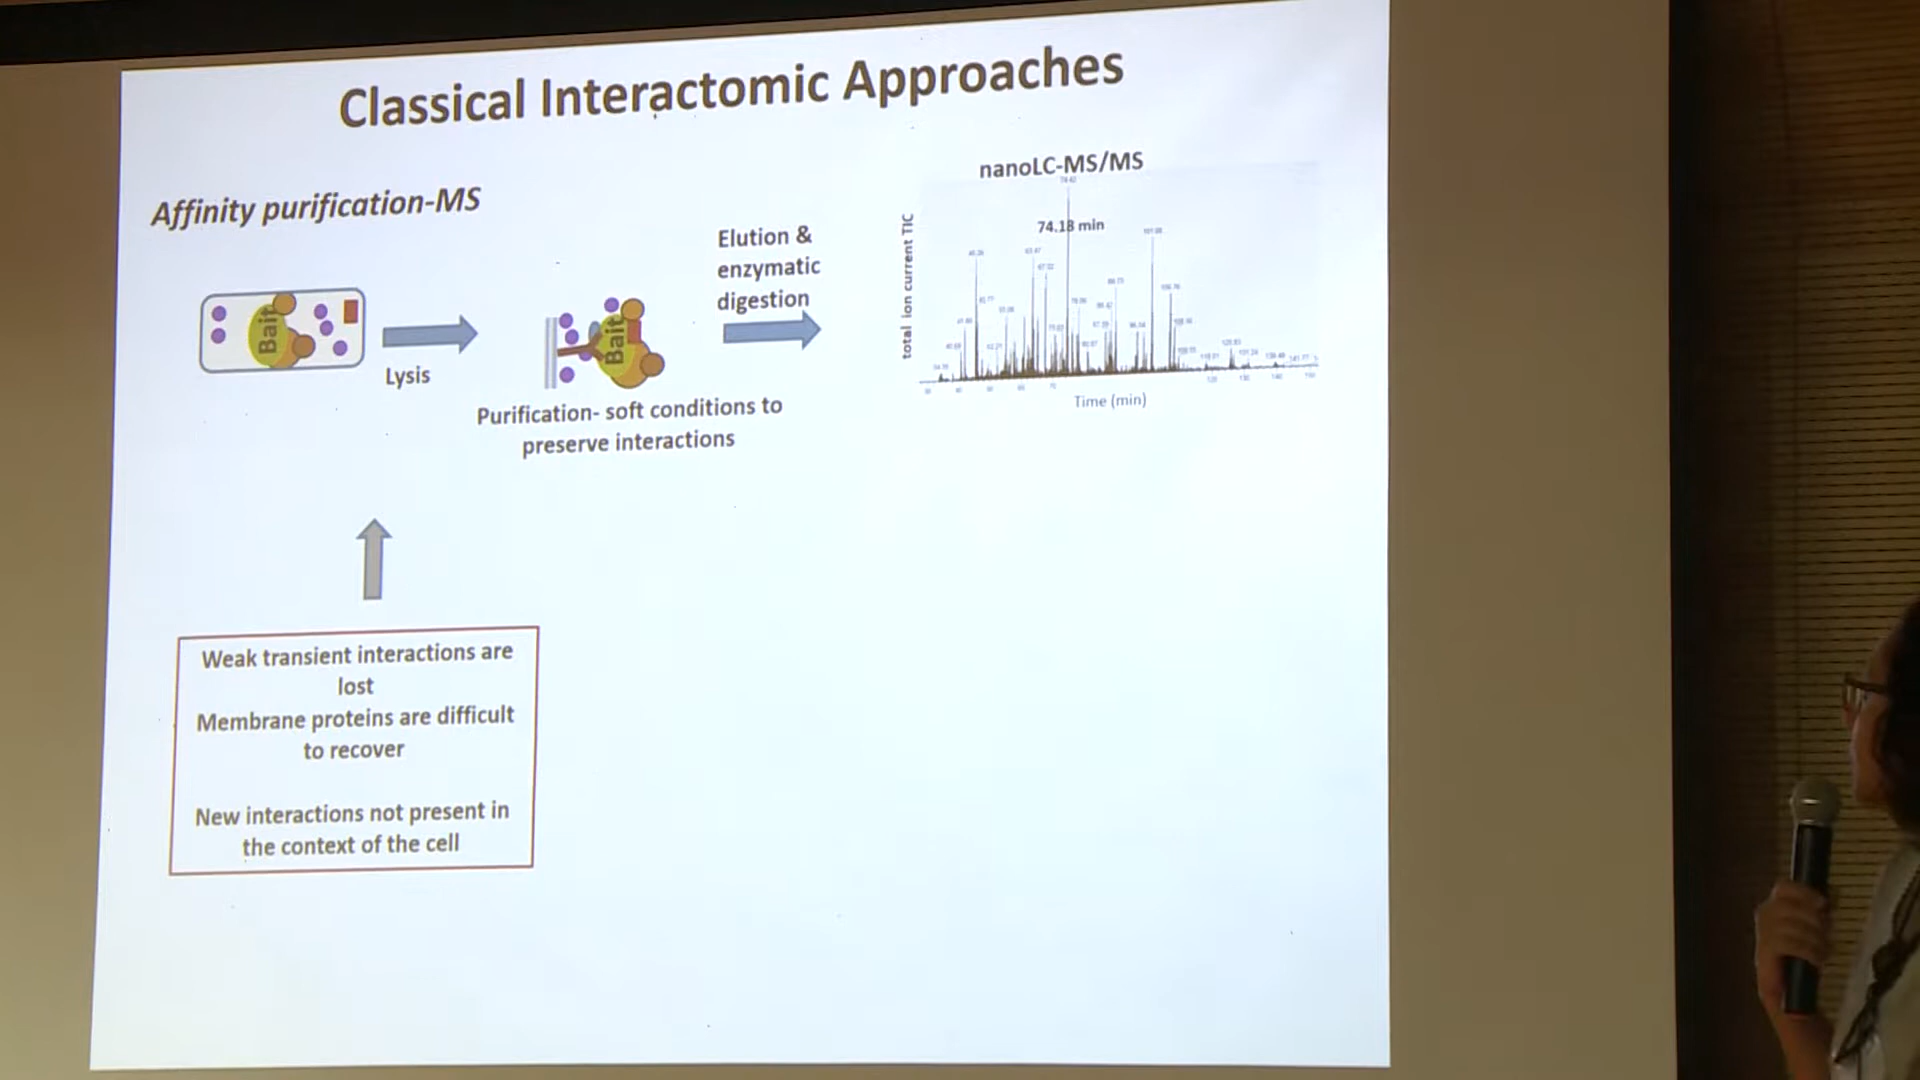 Classical Interactomic Approaches
Affinity purification-MS
Bait
Lysis
Bait
Purification- soft conditions to
preserve interactions
Elution &
enzymatic
digestion
nanoLC-MS/MS
74.18 min
total ion current TIC
Time (min)
Weak transient interactions are
lost
Membrane proteins are difficult
to recover
New interactions not present in
the context of the cell